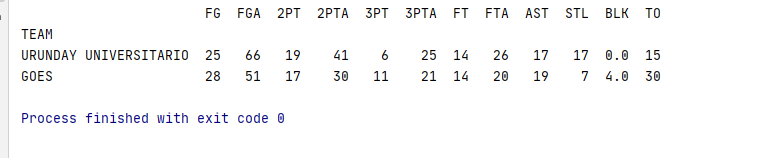 FG FGA 2PT 2PTA 3PT 3PTA FT FTA AST STL BLK TO
TEAM
URUNDAY UNIVERSITARIO 25 66 19 41 6 25 14 26 17 17 0.0 15
GOES 28 51 17 30 11 21 14 20 19 7 4.0 30
Process finished with exit code 0